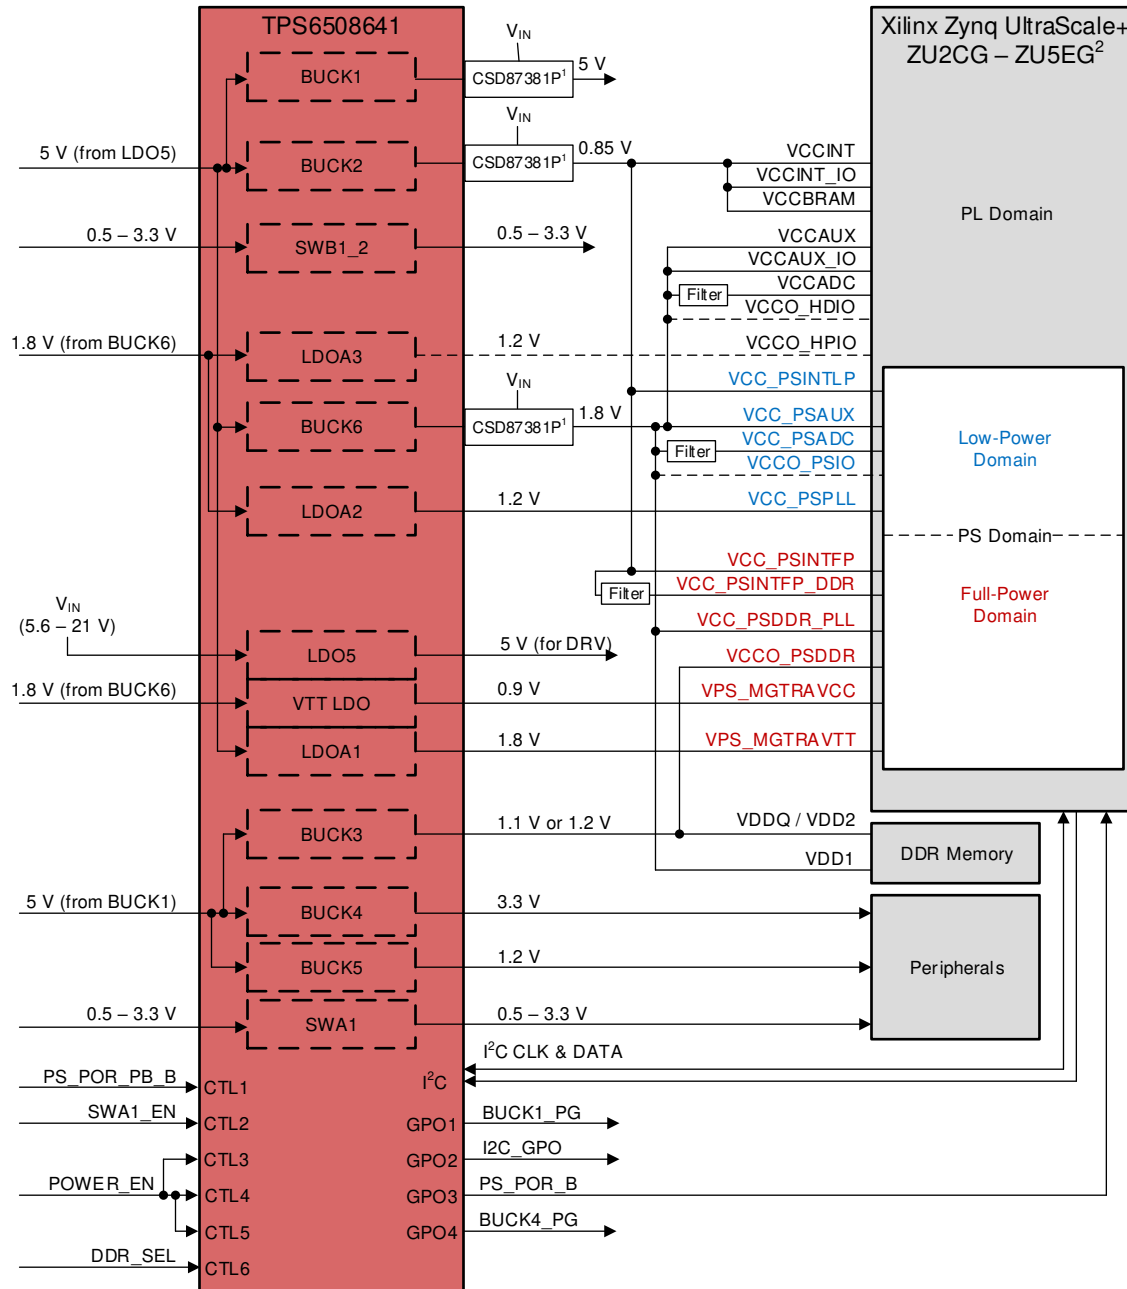 TPS6508641
Xilinx Zynq UltraScale+
ZU2CG – ZU5EG²
V_IN
BUCK1
CSD87381P¹
5 V
V_IN
5 V (from LDO5)
BUCK2
CSD87381P¹
0.85 V
VCCINT
VCCINT_IO
VCCBRAM
PL Domain
0.5 – 3.3 V
SWB1_2
0.5 – 3.3 V
VCCAUX
VCCAUX_IO
Filter
VCCADC
VCCO_HDIO
1.8 V (from BUCK6)
LDOA3
1.2 V
VCCO_HPIO
V_IN
VCC_PSINTLP
BUCK6
CSD87381P¹
1.8 V
VCC_PSAUX
Filter
VCC_PSADC
VCCO_PSIO
Low-Power
Domain
LDOA2
1.2 V
VCC_PSPLL
PS Domain
VCC_PSINTFP
Filter
VCC_PSINTFP_DDR
Full-Power
Domain
V_IN
(5.6 – 21 V)
VCC_PSDDR_PLL
LDO5
5 V (for DRV)
VCCO_PSDDR
1.8 V (from BUCK6)
VTT LDO
0.9 V
VPS_MGTRAVCC
LDOA1
1.8 V
VPS_MGTRAVTT
BUCK3
1.1 V or 1.2 V
VDDQ / VDD2
VDD1
DDR Memory
5 V (from BUCK1)
BUCK4
3.3 V
BUCK5
1.2 V
Peripherals
0.5 – 3.3 V
SWA1
0.5 – 3.3 V
I²C CLK & DATA
PS_POR_PB_B
CTL1
I²C
SWA1_EN
CTL2
GPO1
BUCK1_PG
CTL3
GPO2
I2C_GPO
POWER_EN
CTL4
GPO3
PS_POR_B
CTL5
GPO4
BUCK4_PG
DDR_SEL
CTL6